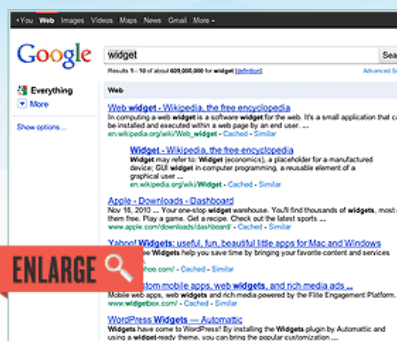 +You Web Images Videos Maps News Gmail More
Google
widget
Sea
Results 1 - 10 of about 609,000,000 for widget [definition]
Advanced S
Everything
More
Show options...
Web
Web widget - Wikipedia, the free encyclopedia
In computing a web widget is a software widget for the web. It's a small application that ca
be installed and executed within a web page by an end user. ...
en.wikipedia.org/wiki/Web_widget - Cached - Similar
Widget - Wikipedia, the free encyclopedia
Widget may refer to: Widget (economics), a placeholder for a manufactured
device; GUI widget in computer programming, a reusable element of a
graphical user ...
en.wikipedia.org/wiki/Widget - Cached - Similar
Apple - Downloads - Dashboard
Nov 16, 2010 ... Your one-stop widget warehouse. You'll find thousands of widgets, most o
them free. Play a game. Get a recipe. Check out the latest sports ...
www.apple.com/downloads/dashboard/ - Cached - Similar
Yahoo! Widgets: useful, fun, beautiful little apps for Mac and Windows
Widgets help you save time by bringing your favorite content and services
hoo.com/ - Cached - Similar
ENLARGE
stom mobile apps, web widgets, and rich media ads ...
Mobile web apps, web widgets and rich media powered by the Flite Engagement Platform.
www.widgetbox.com/ - Cached - Similar
WordPress Widgets — Automattic
Widgets have come to WordPress! By installing the Widgets plugin by Automattic and
using a widget-ready theme, you can bring the popular customization ...